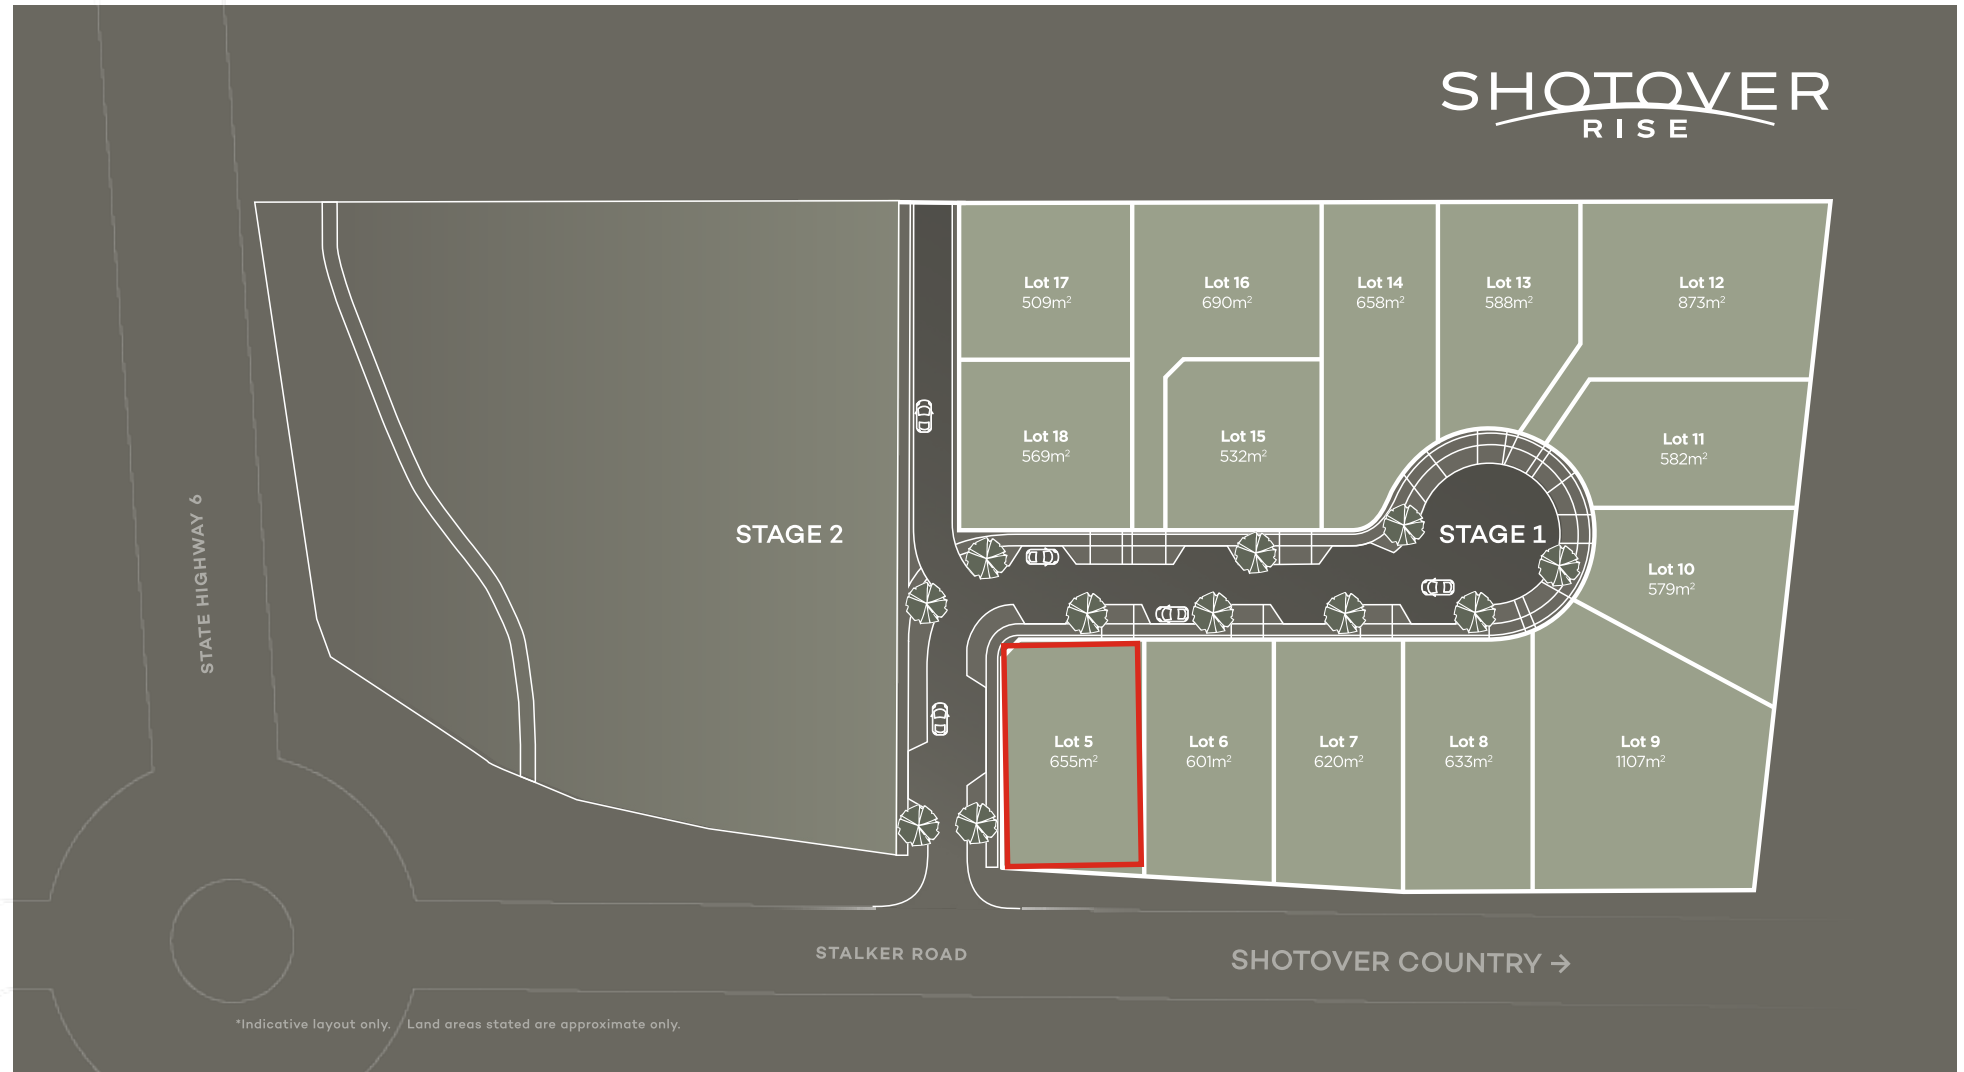 SHOTOVER
RISE
Lot 17
509m²
Lot 16
690m²
Lot 14
658m²
Lot 13
588m²
Lot 12
873m²
Lot 18
569m²
Lot 15
532m²
Lot 11
582m²
STAGE 2
STAGE 1
Lot 10
579m²
STATE HIGHWAY 6
Lot 5
655m²
Lot 6
601m²
Lot 7
620m²
Lot 8
633m²
Lot 9
1107m²
STALKER ROAD
SHOTOVER COUNTRY →
*Indicative layout only. Land areas stated are approximate only.